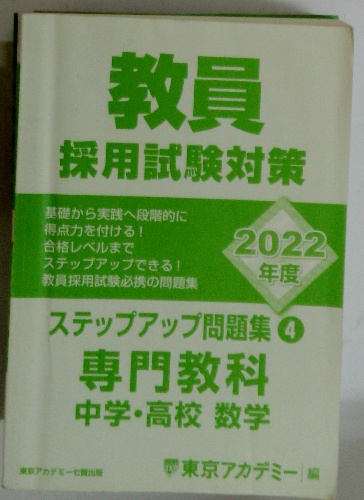 教員
採用試験対策
基礎から実践へ段階的に
得点力を付ける！
合格レベルまで
ステップアップできる！
教員採用試験必携の問題集
2022
年度
ステップアップ問題集 4
専門教科
中学・高校 数学
東京アカデミー 編
東京アカデミー七賢出版